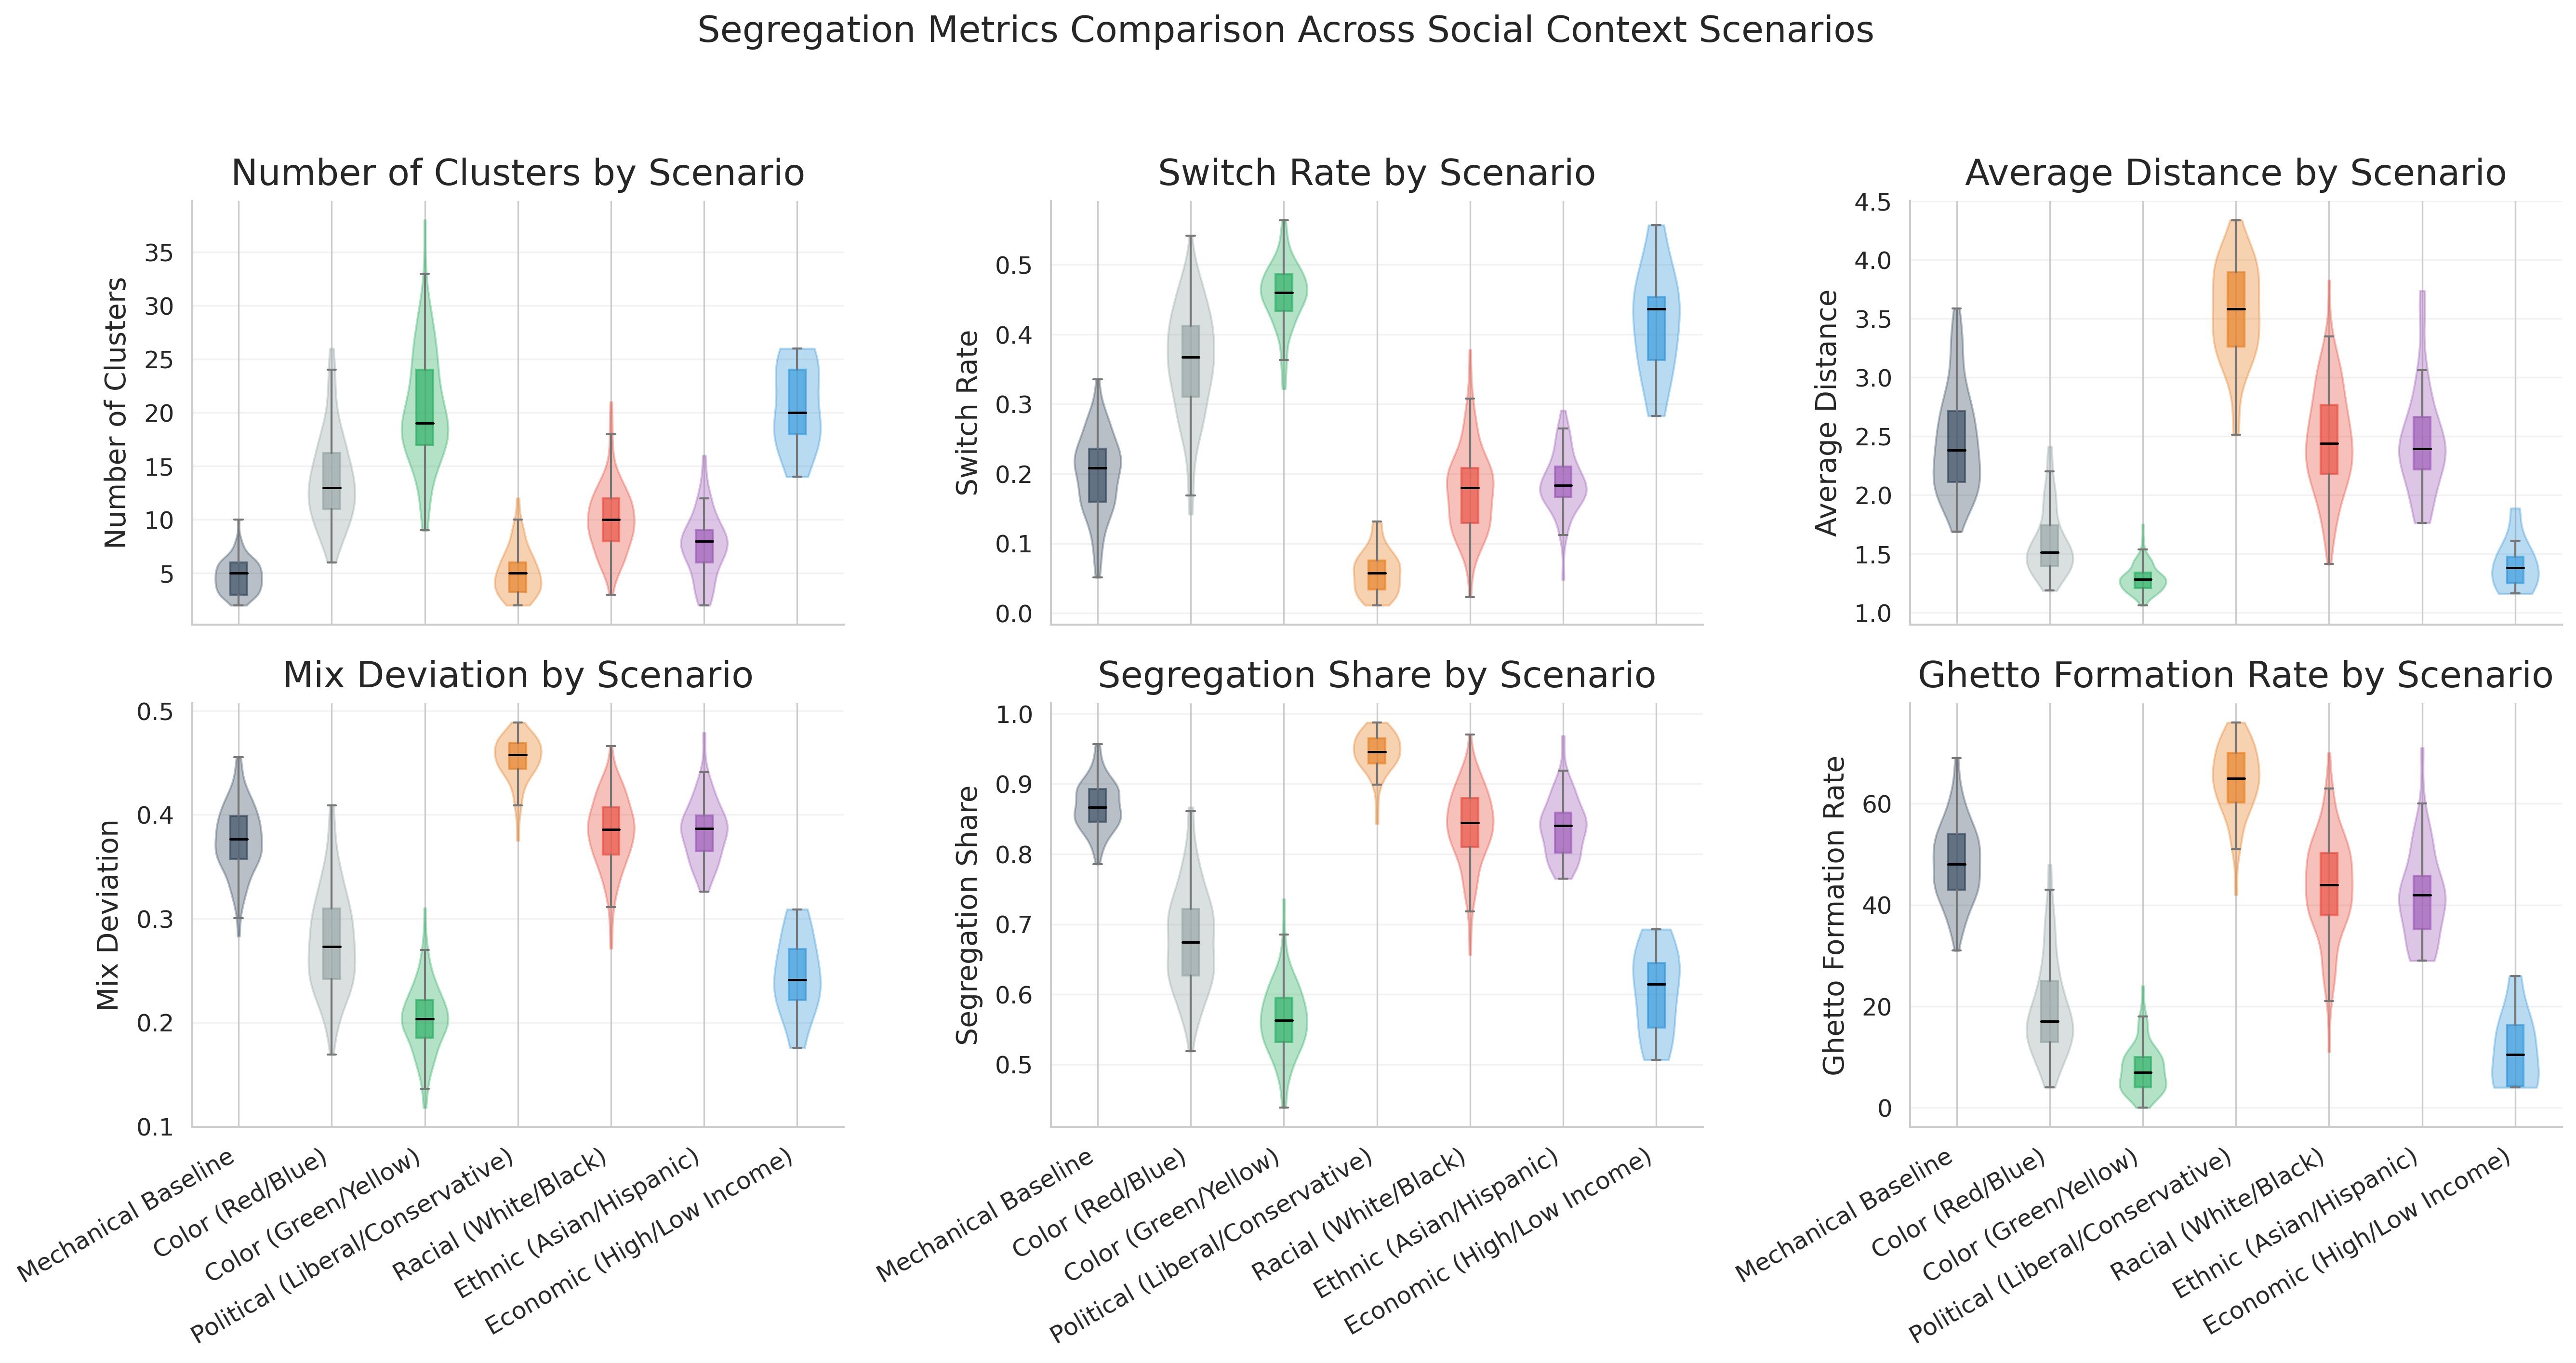 Segregation Metrics Comparison Across Social Context Scenarios
Number of Clusters by Scenario
Number of Clusters
35
30
25
20
15
10
5
Switch Rate by Scenario
Switch Rate
0.5
0.4
0.3
0.2
0.1
0.0
Average Distance by Scenario
Average Distance
4.5
4.0
3.5
3.0
2.5
2.0
1.5
1.0
Mix Deviation by Scenario
Mix Deviation
0.5
0.4
0.3
0.2
0.1
Mechanical Baseline
Color (Red/Blue)
Color (Green/Yellow)
Political (Liberal/Conservative)
Racial (White/Black)
Ethnic (Asian/Hispanic)
Economic (High/Low Income)
Segregation Share by Scenario
Segregation Share
1.0
0.9
0.8
0.7
0.6
0.5
Mechanical Baseline
Color (Red/Blue)
Color (Green/Yellow)
Political (Liberal/Conservative)
Racial (White/Black)
Ethnic (Asian/Hispanic)
Economic (High/Low Income)
Ghetto Formation Rate by Scenario
Ghetto Formation Rate
60
40
20
0
Mechanical Baseline
Color (Red/Blue)
Color (Green/Yellow)
Political (Liberal/Conservative)
Racial (White/Black)
Ethnic (Asian/Hispanic)
Economic (High/Low Income)